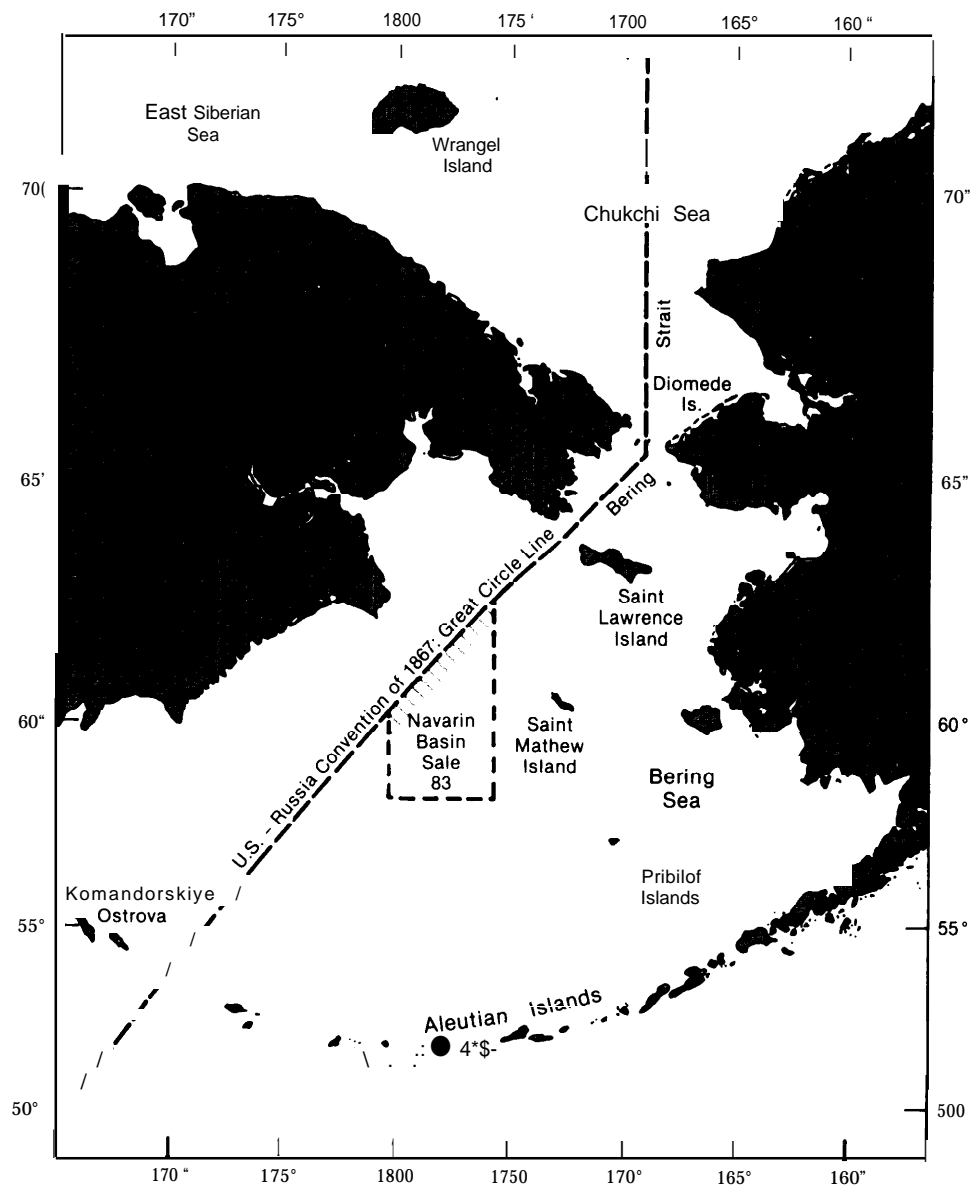 170” 175° 1800 175 ‘ 1700 165° 160 “
East Siberian
Sea
Wrangel
Island
70( 70”
Chukchi Sea
Strait
Diomede
Is.
65’ 65”
Bering
U.S. - Russia Convention of 1867: Great Circle Line
Saint
Lawrence
Island
60“ 60°
Navarin
Basin
Sale
83
Saint
Mathew
Island
Bering
Sea
Pribilof
Islands
Komandorskiye
Ostrova
55° 55°
Aleutian islands
4*$-
50° 500
170 “ 175° 1800 1750 170° 165° 160”